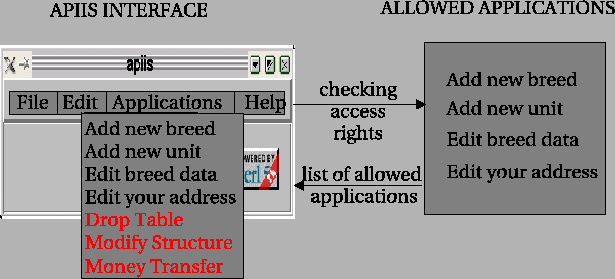 APIIS INTERFACE
ALLOWED APPLICATIONS
apiis
File Edit Applications Help
Add new breed
Add new unit
Edit breed data
Edit your address
Drop Table
Modify Structure
Money Transfer
POWERED BY
checking
access
rights
list of allowed
applications
Add new breed
Add new unit
Edit breed data
Edit your address